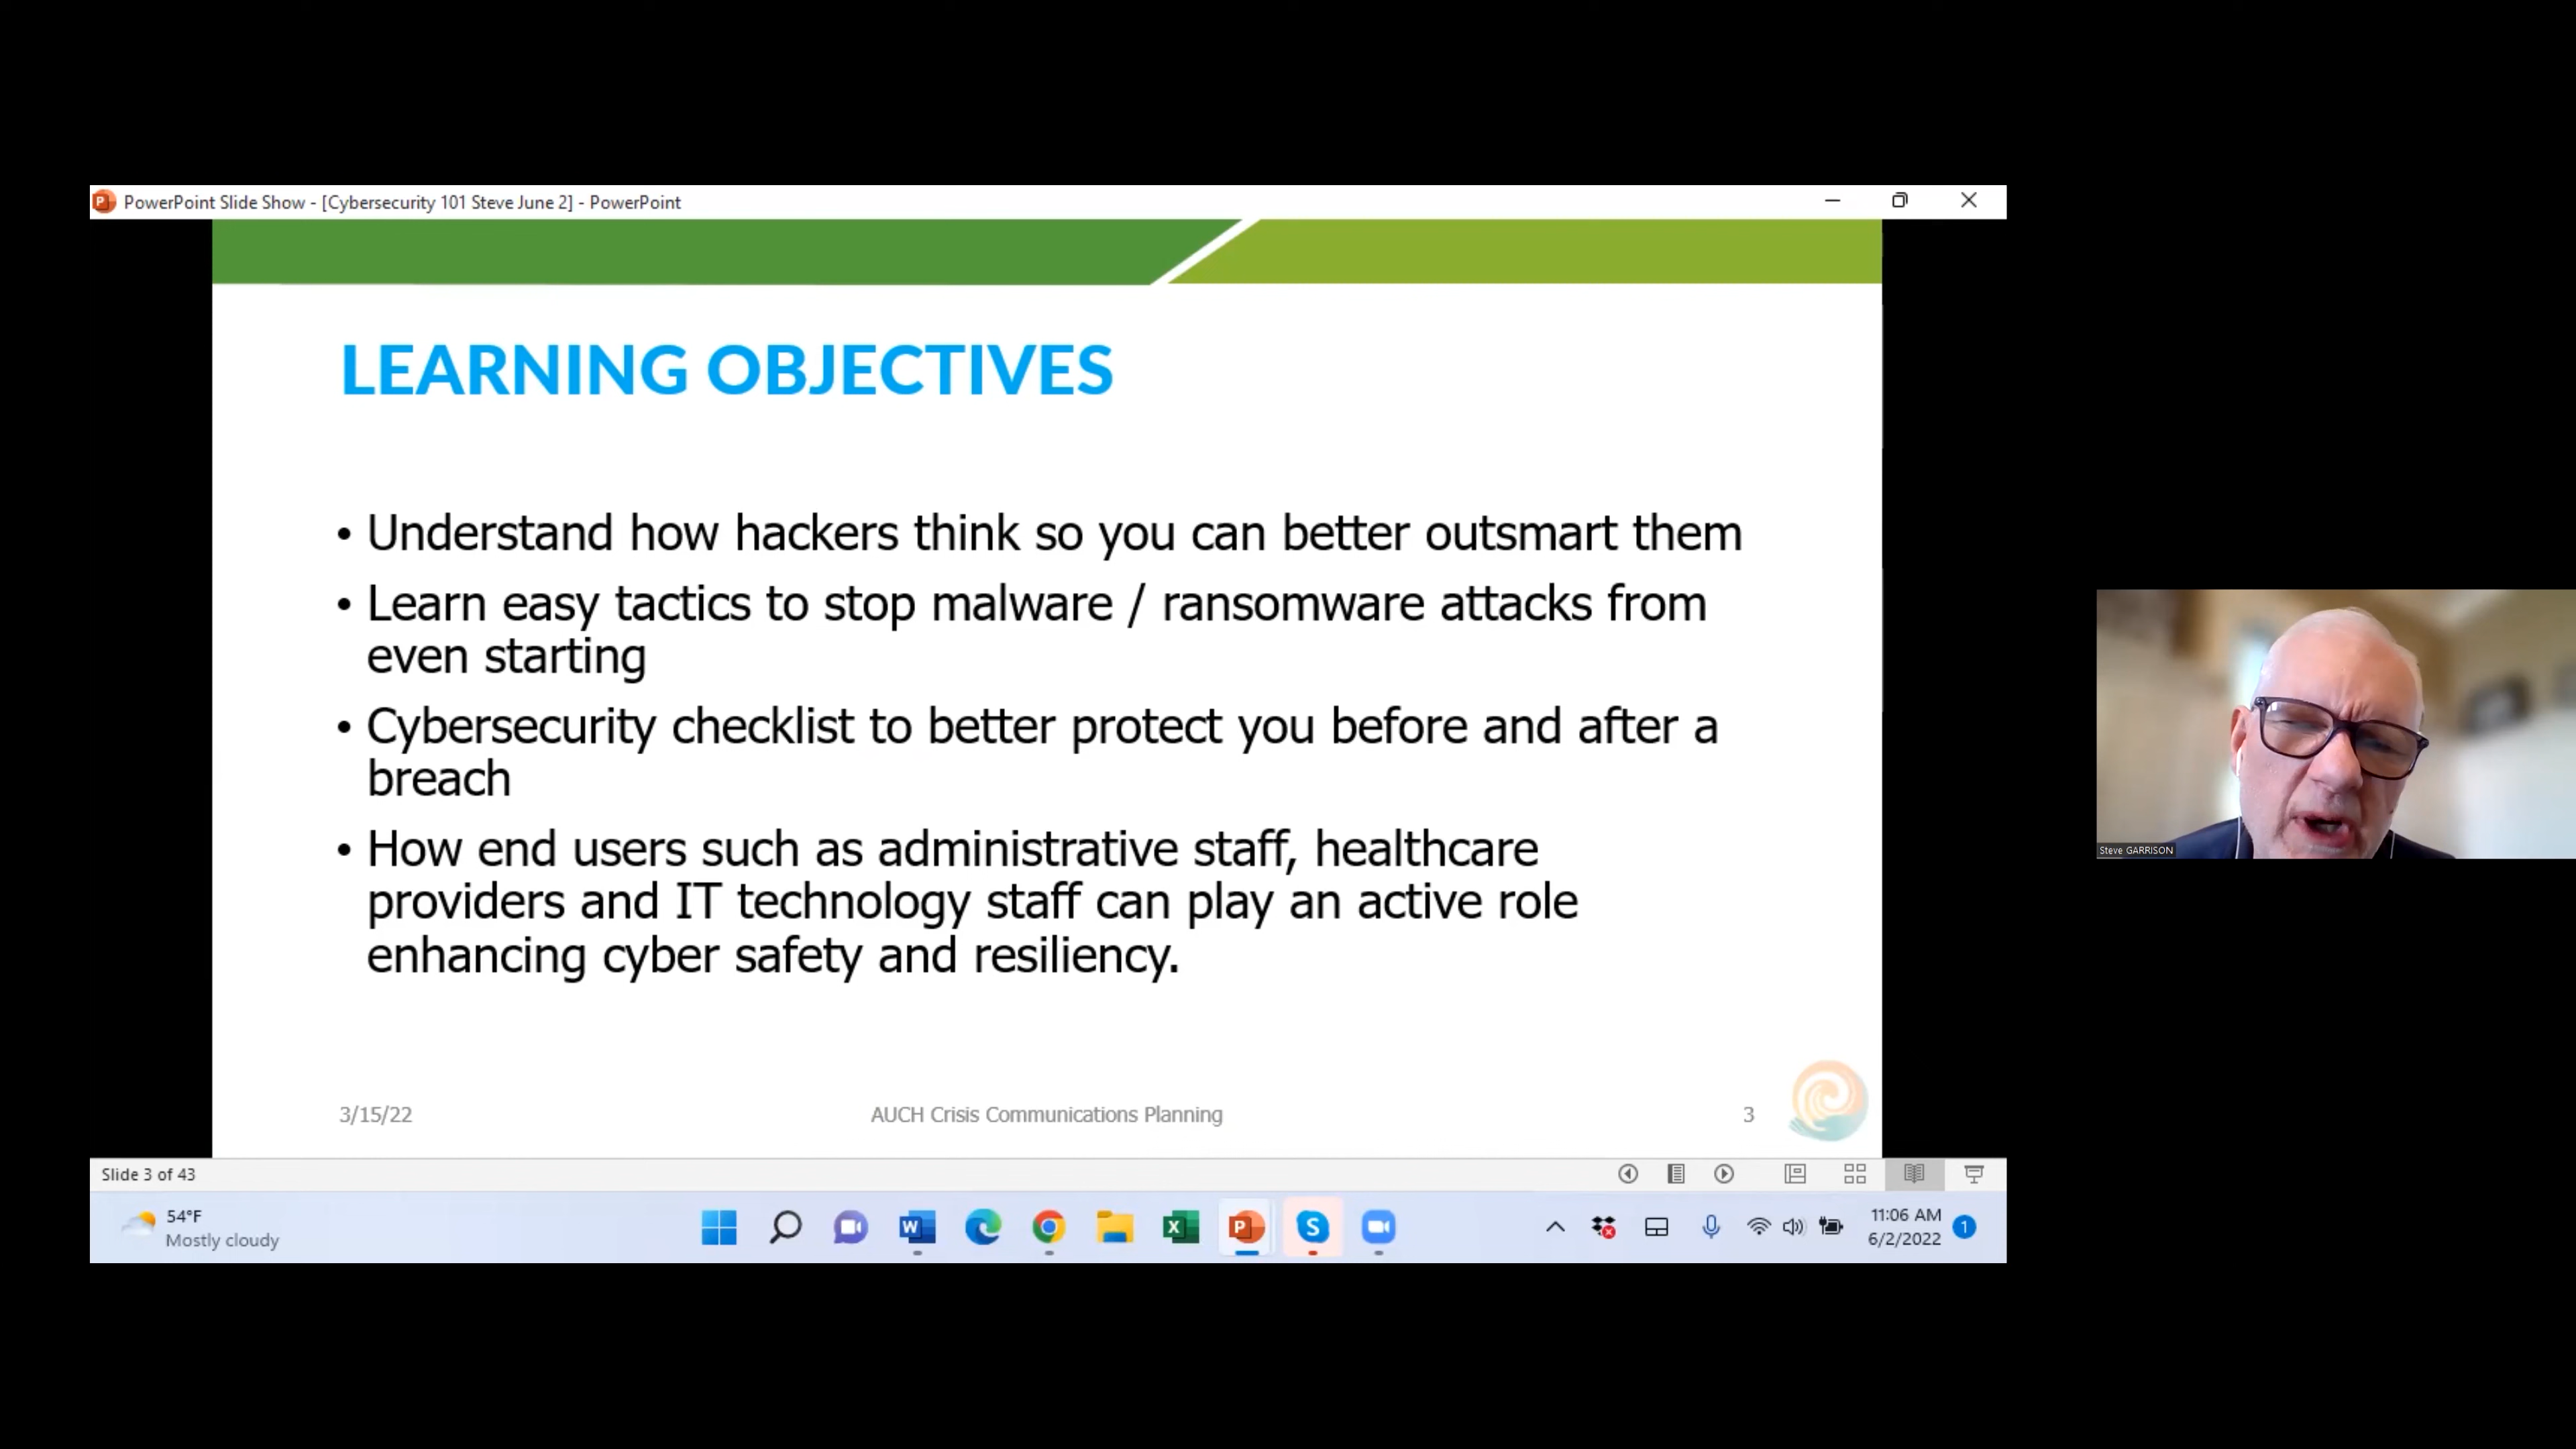 PowerPoint Slide Show - [Cybersecurity 101 Steve June 2] - PowerPoint
LEARNING OBJECTIVES
• Understand how hackers think so you can better outsmart them
• Learn easy tactics to stop malware / ransomware attacks from
even starting
• Cybersecurity checklist to better protect you before and after a
breach
• How end users such as administrative staff, healthcare
providers and IT technology staff can play an active role
enhancing cyber safety and resiliency.
3/15/22
AUCH Crisis Communications Planning
3
Steve GARRISON
Slide 3 of 43
54°F
Mostly cloudy
11:06 AM
6/2/2022
1